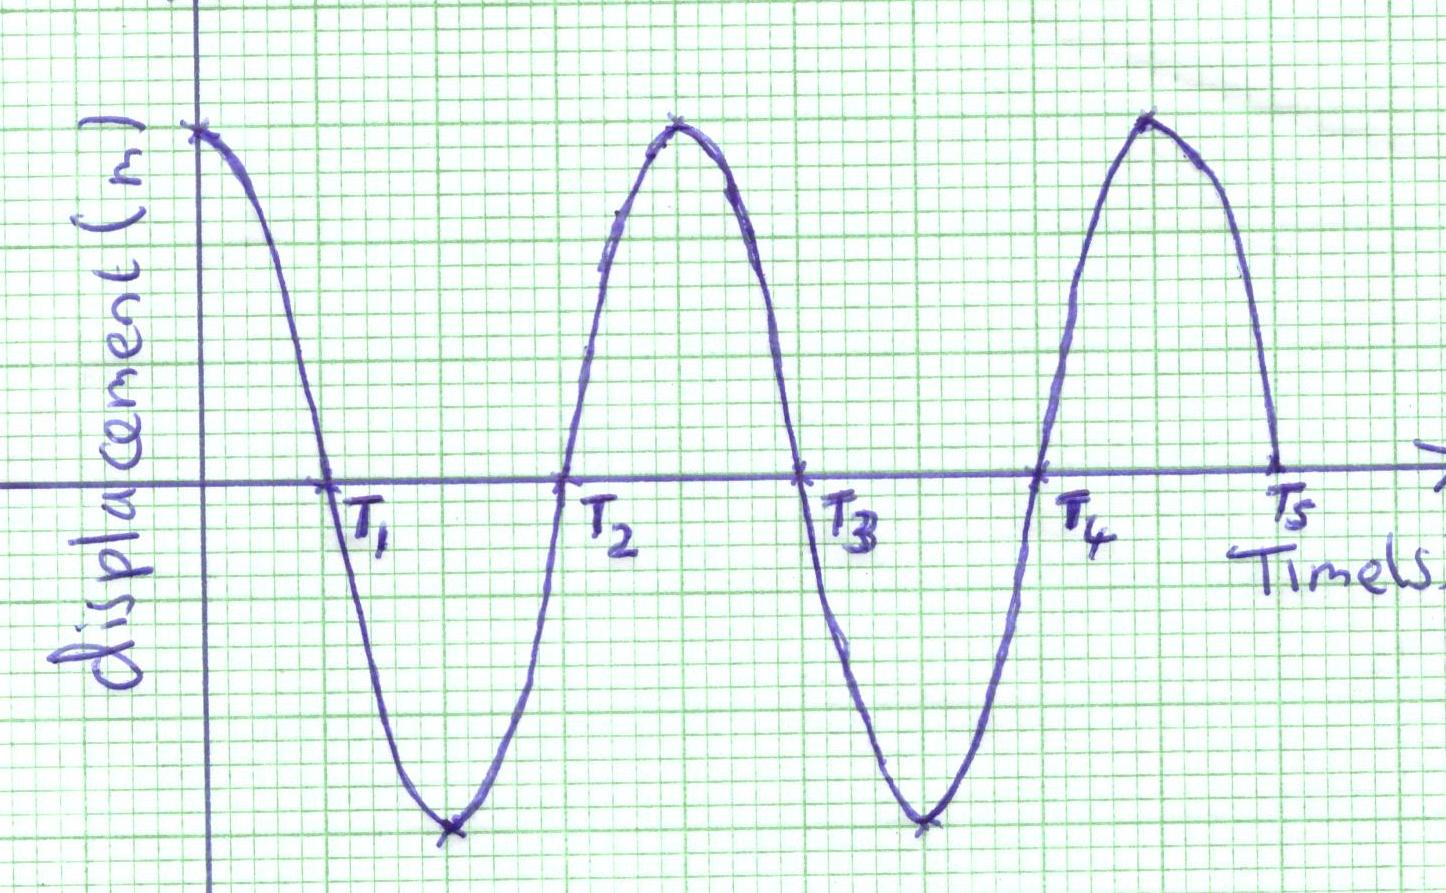 displacement (m)
T1 T2 T3 T4 T5
Time(s